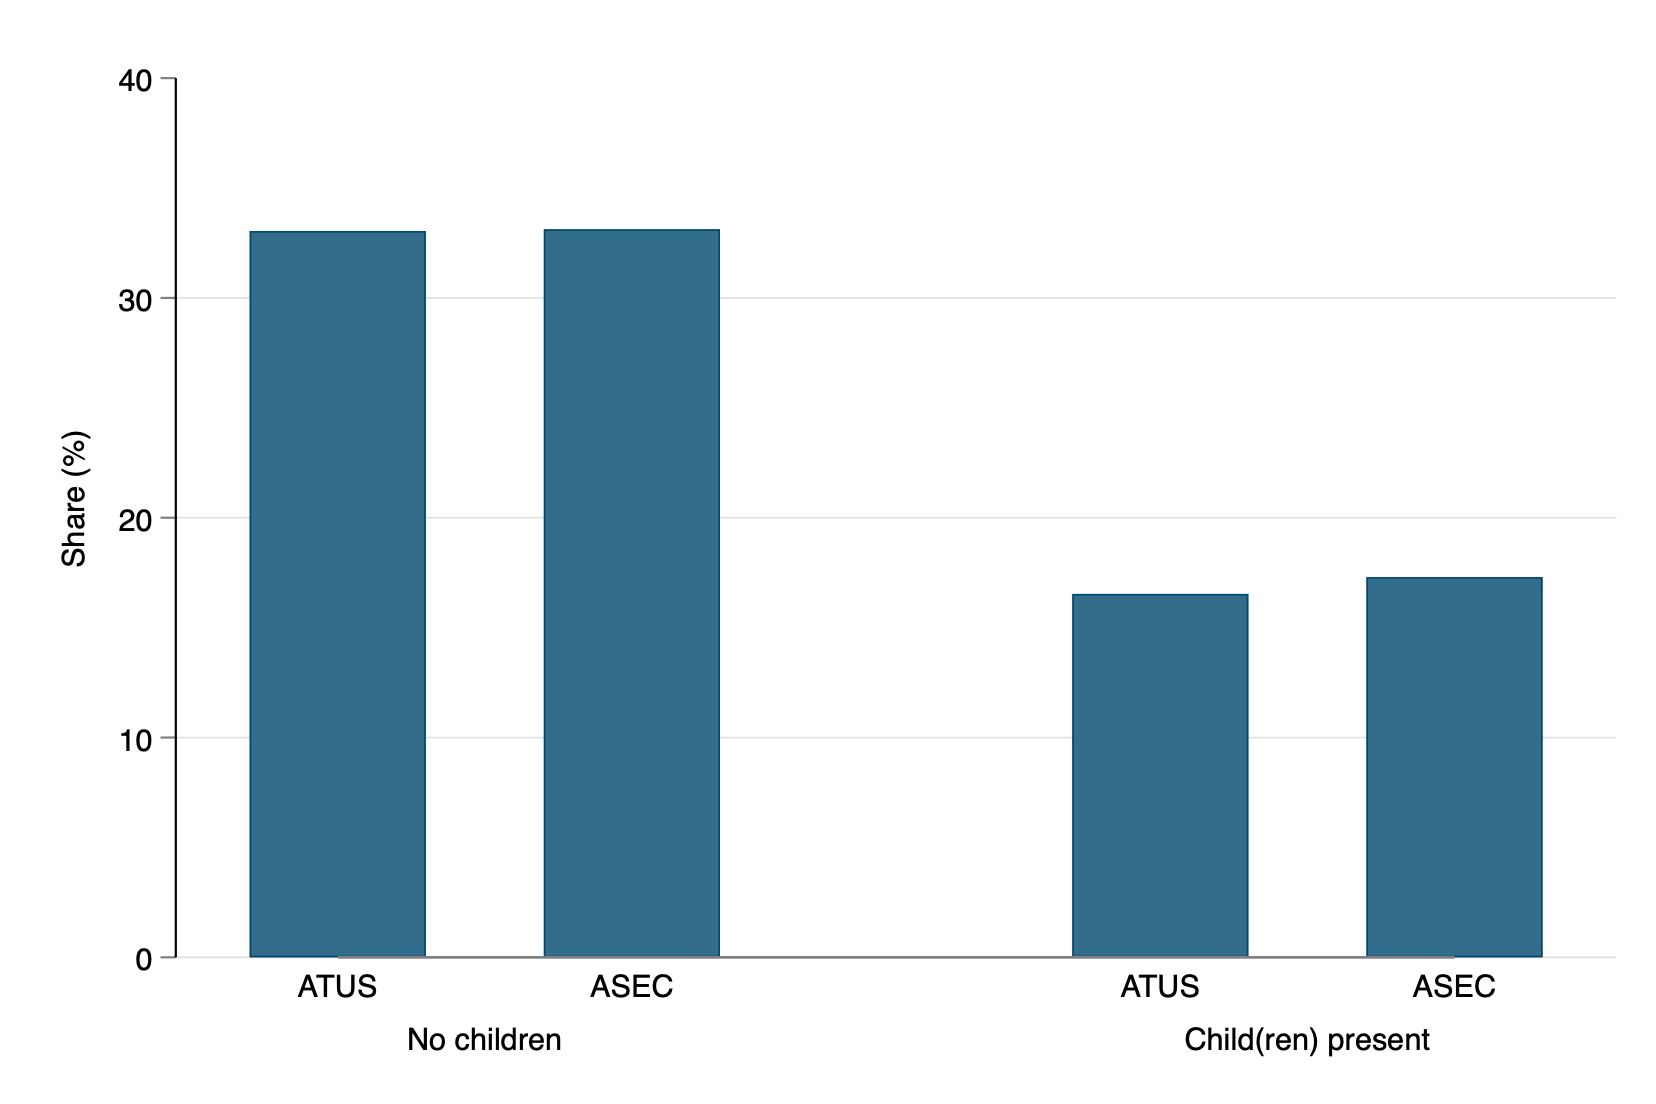 40
30
20
10
0
Share (%)
ATUS ASEC ATUS ASEC
No children Child(ren) present